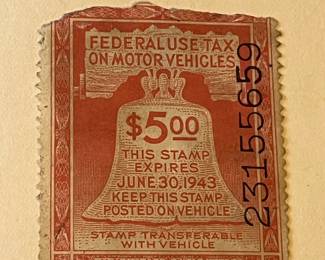 FEDERAL USE TAX
ON MOTOR VEHICLES
$5.00
THIS STAMP
EXPIRES
JUNE 30, 1943
KEEP THIS STAMP
POSTED ON VEHICLE
STAMP TRANSFERABLE
WITH VEHICLE
23155659